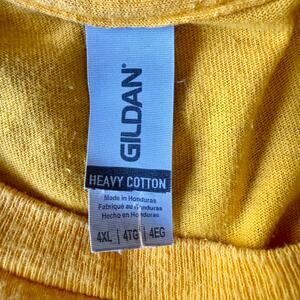 GILDAN®
HEAVY COTTON
Made in Honduras
Fabriqué au Honduras
Hecho en Honduras
4XL | 4TG | 4EG